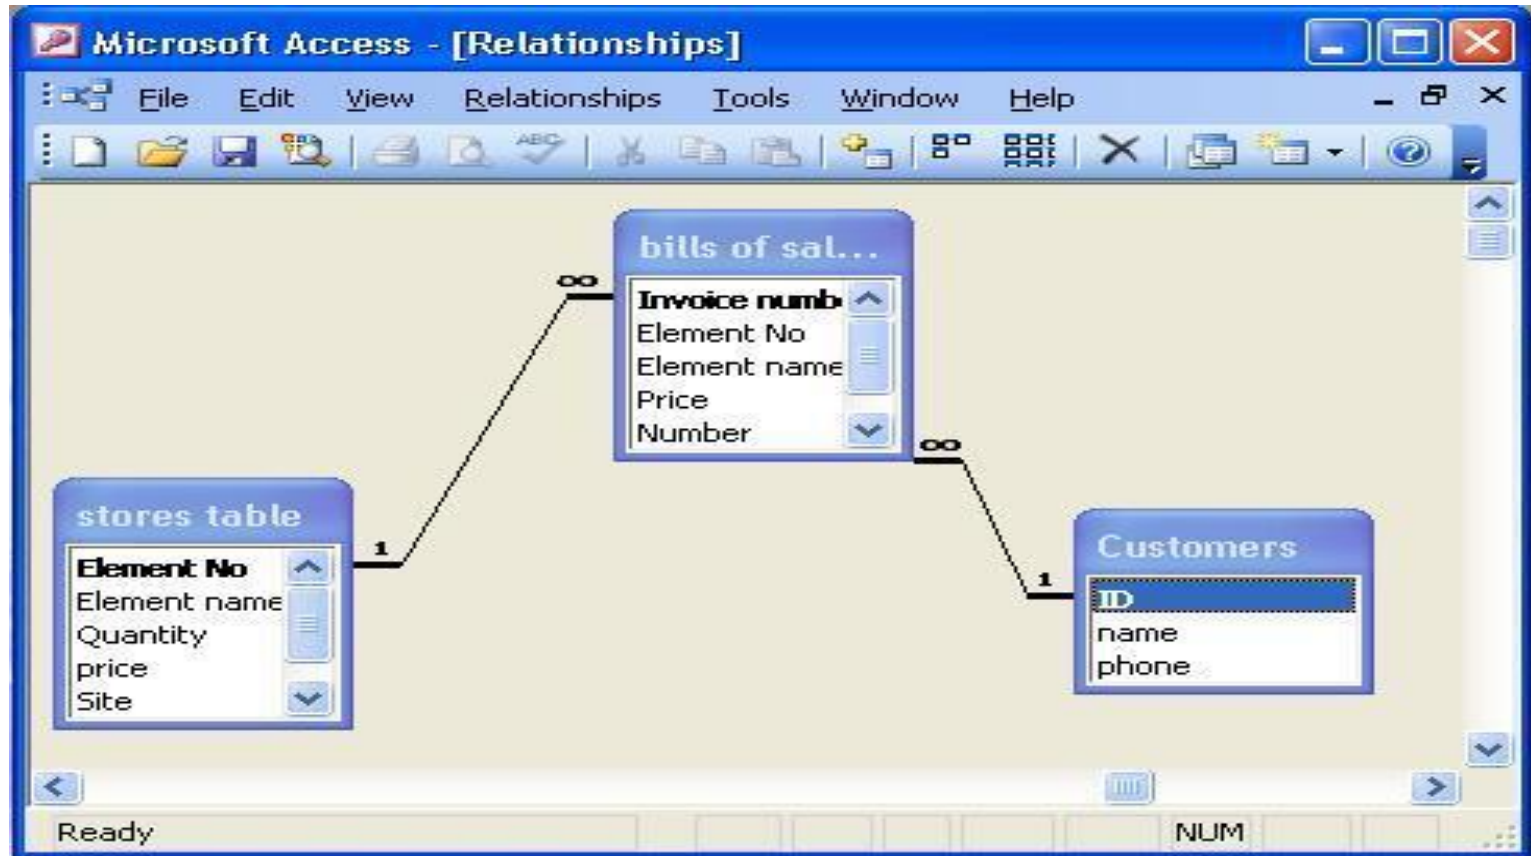 Microsoft Access - [Relationships]
File Edit View Relationships Tools Window Help
ABC
bills of sal...
Invoice numb
Element No
Element name
Price
Number
∞
∞
1
1
stores table
Element No
Element name
Quantity
price
Site
Customers
ID
name
phone
Ready
NUM